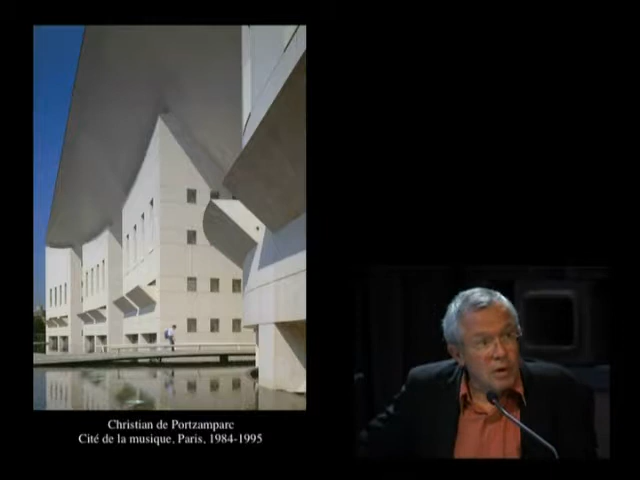 Christian de Portzamparc
Cité de la musique, Paris, 1984-1995